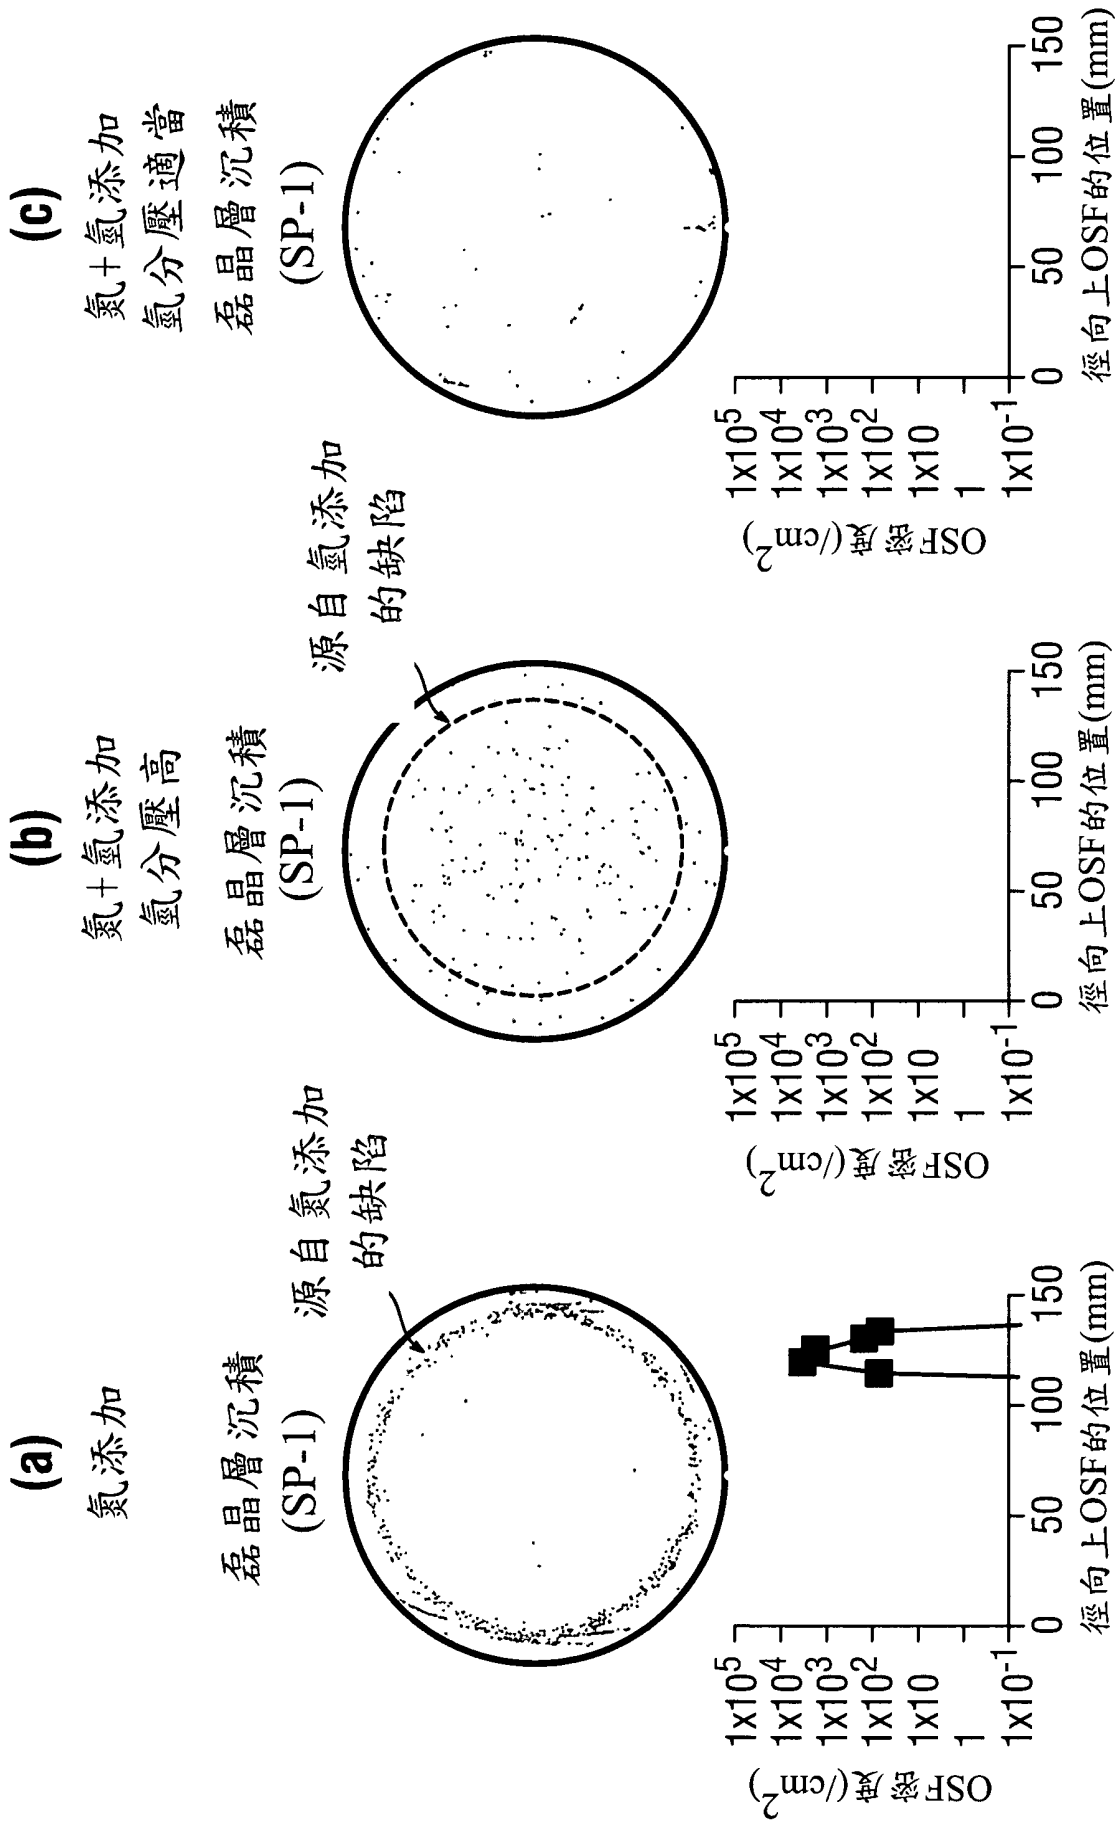 (a)
氮添加
磊晶層沉積
(SP-1)
源自氮添加
的缺陷
OSF密度(/cm²)
1x10⁵
1x10⁴
1x10³
1x10²
1x10
1
1x10⁻¹
0
50
100
150
徑向上OSF的位置(mm)
(b)
氮+氫添加
氫分壓高
磊晶層沉積
(SP-1)
源自氫添加
的缺陷
OSF密度(/cm²)
1x10⁵
1x10⁴
1x10³
1x10²
1x10
1
1x10⁻¹
0
50
100
150
徑向上OSF的位置(mm)
(c)
氮+氫添加
氫分壓適當
磊晶層沉積
(SP-1)
OSF密度(/cm²)
1x10⁵
1x10⁴
1x10³
1x10²
1x10
1
1x10⁻¹
0
50
100
150
徑向上OSF的位置(mm)